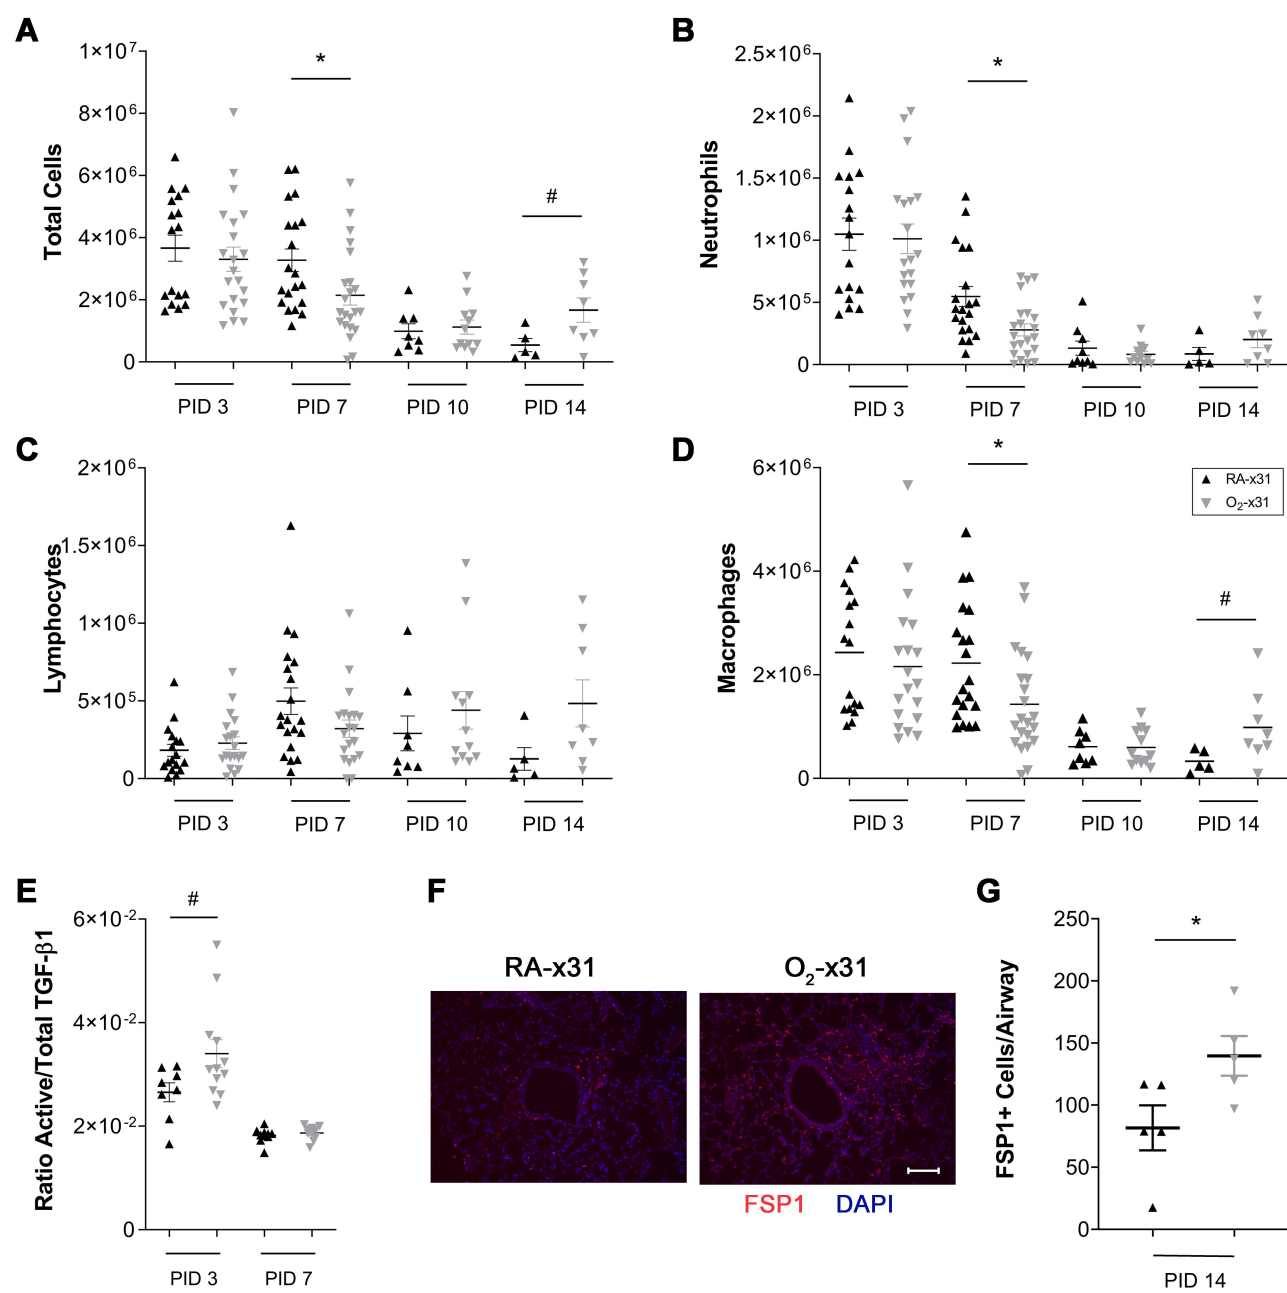 A
1×10⁷
8×10⁶
6×10⁶
4×10⁶
2×10⁶
0
Total Cells
*
#
PID 3
PID 7
PID 10
PID 14
B
2.5×10⁶
2×10⁶
1.5×10⁶
1×10⁶
5×10⁵
0
Neutrophils
*
PID 3
PID 7
PID 10
PID 14
C
2×10⁶
1.5×10⁶
1×10⁶
5×10⁵
0
Lymphocytes
PID 3
PID 7
PID 10
PID 14
D
6×10⁶
4×10⁶
2×10⁶
0
Macrophages
*
#
RA-x31
O₂-x31
PID 3
PID 7
PID 10
PID 14
E
6×10⁻²
4×10⁻²
2×10⁻²
0
Ratio Active/Total TGF-β1
#
PID 3
PID 7
F
RA-x31
O₂-x31
FSP1
DAPI
G
250
200
150
100
50
0
FSP1+ Cells/Airway
*
PID 14